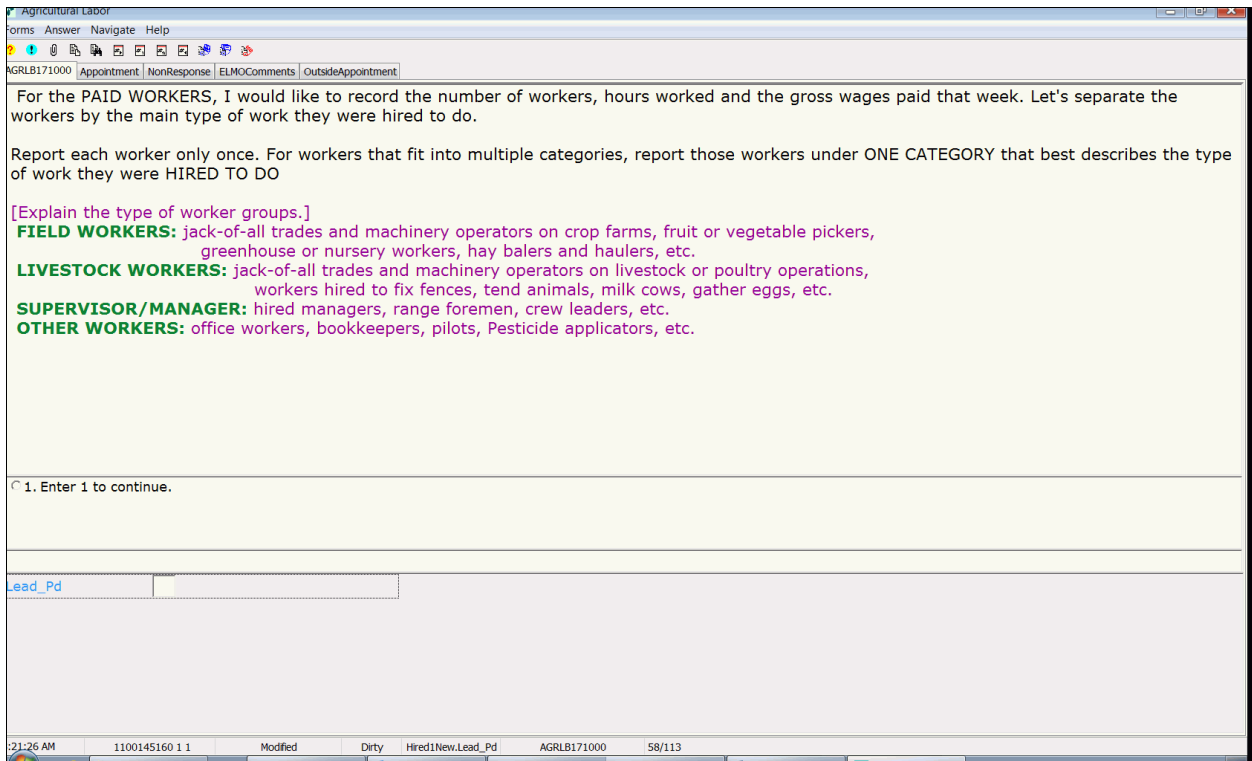 Agricultural Labor
Forms Answer Navigate Help
AGRLB171000 Appointment NonResponse ELMOComments OutsideAppointment
For the PAID WORKERS, I would like to record the number of workers, hours worked and the gross wages paid that week. Let's separate the
workers by the main type of work they were hired to do.
Report each worker only once. For workers that fit into multiple categories, report those workers under ONE CATEGORY that best describes the type
of work they were HIRED TO DO
[Explain the type of worker groups.]
FIELD WORKERS: jack-of-all trades and machinery operators on crop farms, fruit or vegetable pickers,
greenhouse or nursery workers, hay balers and haulers, etc.
LIVESTOCK WORKERS: jack-of-all trades and machinery operators on livestock or poultry operations,
workers hired to fix fences, tend animals, milk cows, gather eggs, etc.
SUPERVISOR/MANAGER: hired managers, range foremen, crew leaders, etc.
OTHER WORKERS: office workers, bookkeepers, pilots, Pesticide applicators, etc.
1. Enter 1 to continue.
Lead_Pd
:21:26 AM 1100145160 1 1 Modified Dirty Hired1New.Lead_Pd AGRLB171000 58/113